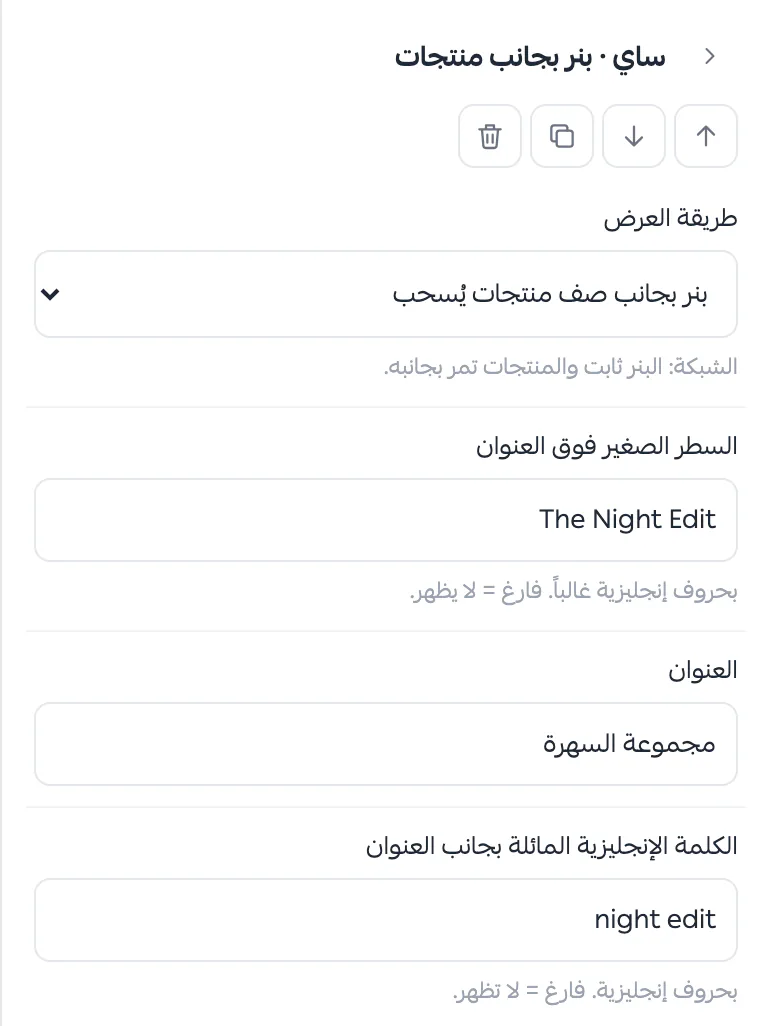 ساي · بنر بجانب منتجات
طريقة العرض
بنر بجانب صف منتجات يُسحب
الشبكة: البنر ثابت والمنتجات تمر بجانبه.
السطر الصغير فوق العنوان
The Night Edit
بحروف إنجليزية غالباً. فارغ = لا يظهر.
العنوان
مجموعة السهرة
الكلمة الإنجليزية المائلة بجانب العنوان
night edit
بحروف إنجليزية. فارغ = لا تظهر.